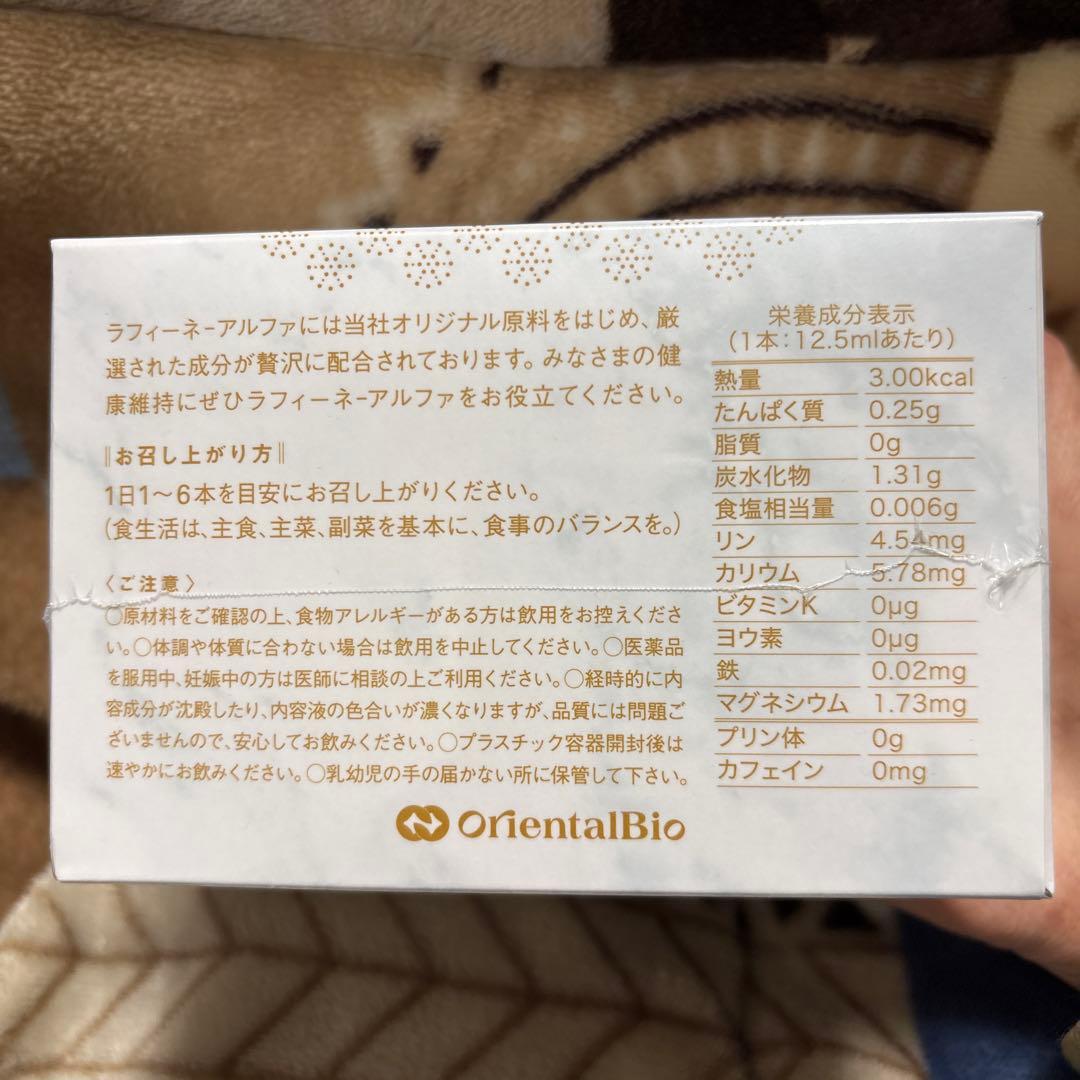 ラフィーネ-アルファには当社オリジナル原料をはじめ、厳
選された成分が贅沢に配合されております。みなさまの健
康維持にぜひラフィーネ-アルファをお役立てください。
お召し上がり方
1日1〜6本を目安にお召し上がりください。
(食生活は、主食、主菜、副菜を基本に、食事のバランスを。)
〈ご注意〉
〇原材料をご確認の上、食物アレルギーがある方は飲用をお控えくださ
い。〇体調や体質に合わない場合は飲用を中止してください。〇医薬品
を服用中、妊娠中の方は医師に相談の上ご利用ください。〇経時的に内
容成分が沈殿したり、内容液の色合いが濃くなりますが、品質には問題ご
ざいませんので、安心してお飲みください。〇プラスチック容器開封後は
速やかにお飲みください。〇乳幼児の手の届かない所に保管して下さい。
OrientalBio
栄養成分表示
(1本:12.5mlあたり)
熱量 3.00kcal
たんぱく質 0.25g
脂質 0g
炭水化物 1.31g
食塩相当量 0.006g
リン 4.54mg
カリウム 5.78mg
ビタミンK 0μg
ヨウ素 0μg
鉄 0.02mg
マグネシウム 1.73mg
プリン体 0g
カフェイン 0mg